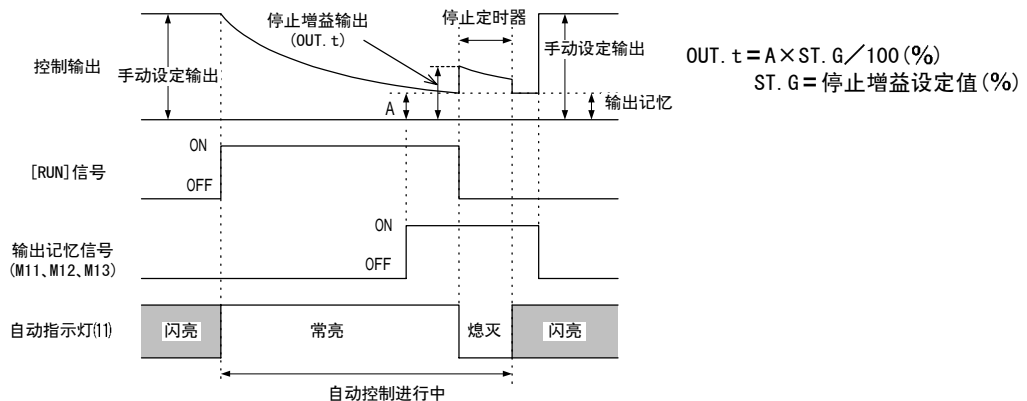 停止增益输出
(OUT.t)
停止定时器
控制输出
手动设定输出
手动设定输出
A
输出记忆
OUT.t=A×ST.G／100(%)
ST.G=停止增益设定值(%)
[RUN]信号
ON
OFF
输出记忆信号
(M11、M12、M13)
ON
OFF
自动指示灯(11)
闪亮
常亮
熄灭
闪亮
自动控制进行中